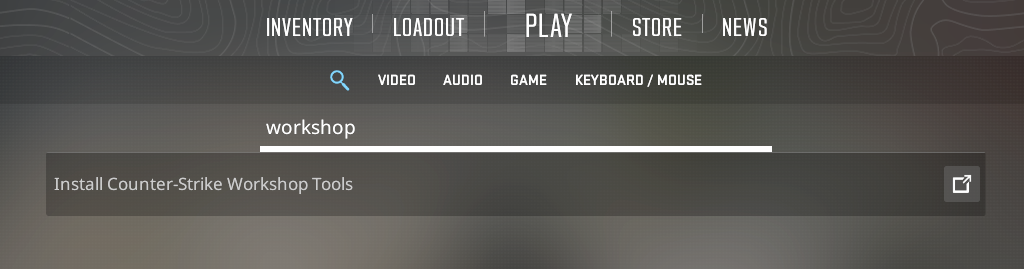 INVENTORY LOADOUT PLAY STORE NEWS
VIDEO AUDIO GAME KEYBOARD / MOUSE
workshop
Install Counter-Strike Workshop Tools